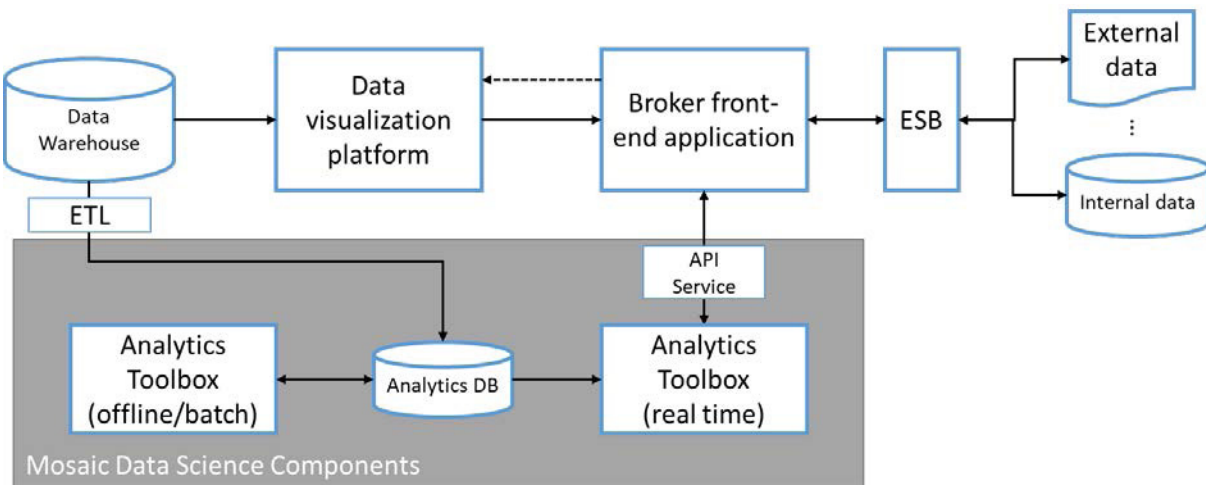 Data
Warehouse
Data
visualization
platform
Broker front-
end application
ESB
External
data
...
Internal data
ETL
API
Service
Analytics
Toolbox
(offline/batch)
Analytics DB
Analytics
Toolbox
(real time)
Mosaic Data Science Components